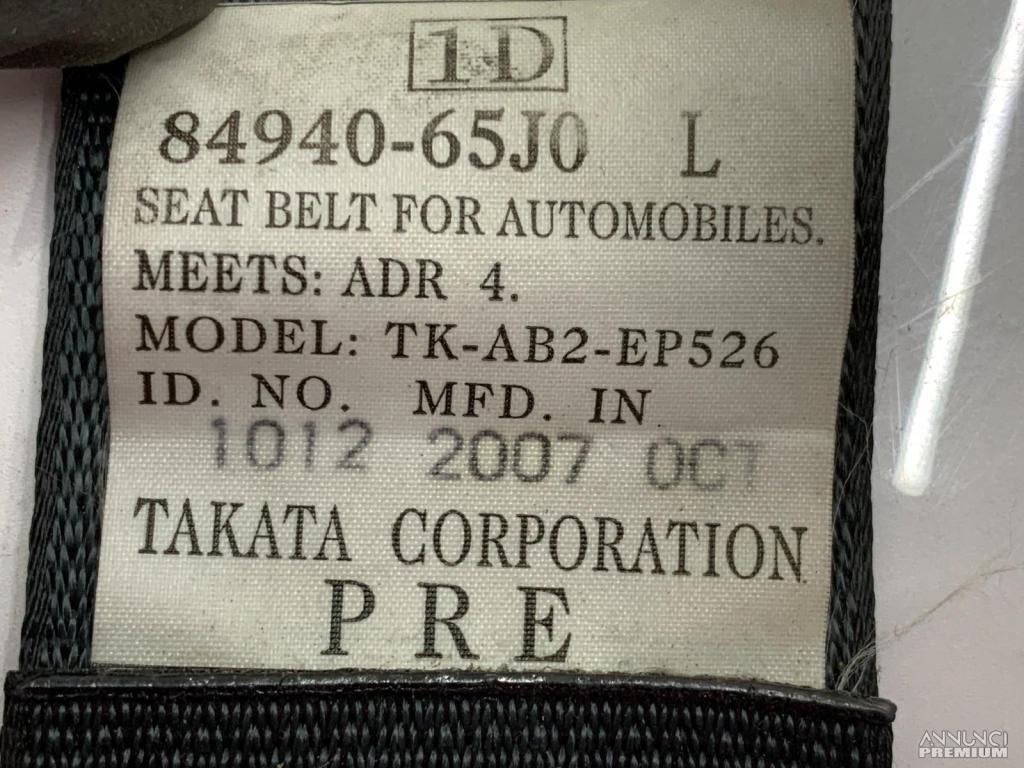 1D
84940-65J0 L
SEAT BELT FOR AUTOMOBILES.
MEETS: ADR 4.
MODEL: TK-AB2-EP526
ID. NO. MFD. IN
1012 2007 OCT
TAKATA CORPORATION
PRE
ANNUNCI
PREMIUM